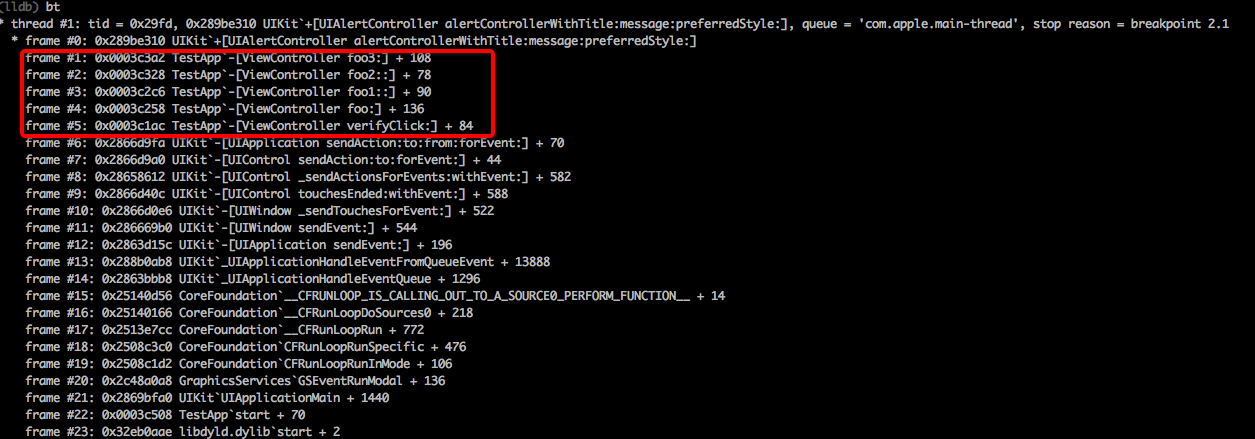 (lldb) bt
* thread #1: tid = 0x29fd, 0x289be310 UIKit`+[UIAlertController alertControllerWithTitle:message:preferredStyle:], queue = 'com.apple.main-thread', stop reason = breakpoint 2.1
* frame #0: 0x289be310 UIKit`+[UIAlertController alertControllerWithTitle:message:preferredStyle:]
frame #1: 0x0003c3a2 TestApp`-[ViewController foo3:] + 108
frame #2: 0x0003c328 TestApp`-[ViewController foo2::] + 78
frame #3: 0x0003c2c6 TestApp`-[ViewController foo1::] + 90
frame #4: 0x0003c258 TestApp`-[ViewController foo:] + 136
frame #5: 0x0003c1ac TestApp`-[ViewController verifyClick:] + 84
frame #6: 0x2866d9fa UIKit`-[UIApplication sendAction:to:from:forEvent:] + 70
frame #7: 0x2866d9a0 UIKit`-[UIControl sendAction:to:forEvent:] + 44
frame #8: 0x28658612 UIKit`-[UIControl _sendActionsForEvents:withEvent:] + 582
frame #9: 0x2866d40c UIKit`-[UIControl touchesEnded:withEvent:] + 588
frame #10: 0x2866d0e6 UIKit`-[UIWindow _sendTouchesForEvent:] + 522
frame #11: 0x286669b0 UIKit`-[UIWindow sendEvent:] + 544
frame #12: 0x2863d15c UIKit`-[UIApplication sendEvent:] + 196
frame #13: 0x288b0ab8 UIKit`_UIApplicationHandleEventFromQueueEvent + 13888
frame #14: 0x2863bbb8 UIKit`_UIApplicationHandleEventQueue + 1296
frame #15: 0x25140d56 CoreFoundation`__CFRUNLOOP_IS_CALLING_OUT_TO_A_SOURCE0_PERFORM_FUNCTION__ + 14
frame #16: 0x25140166 CoreFoundation`__CFRunLoopDoSources0 + 218
frame #17: 0x2513e7cc CoreFoundation`__CFRunLoopRun + 772
frame #18: 0x2508c3c0 CoreFoundation`CFRunLoopRunSpecific + 476
frame #19: 0x2508c1d2 CoreFoundation`CFRunLoopRunInMode + 106
frame #20: 0x2c48a0a8 GraphicsServices`GSEventRunModal + 136
frame #21: 0x2869bfa0 UIKit`UIApplicationMain + 1440
frame #22: 0x0003c508 TestApp`start + 70
frame #23: 0x32eb0aae libdyld.dylib`start + 2